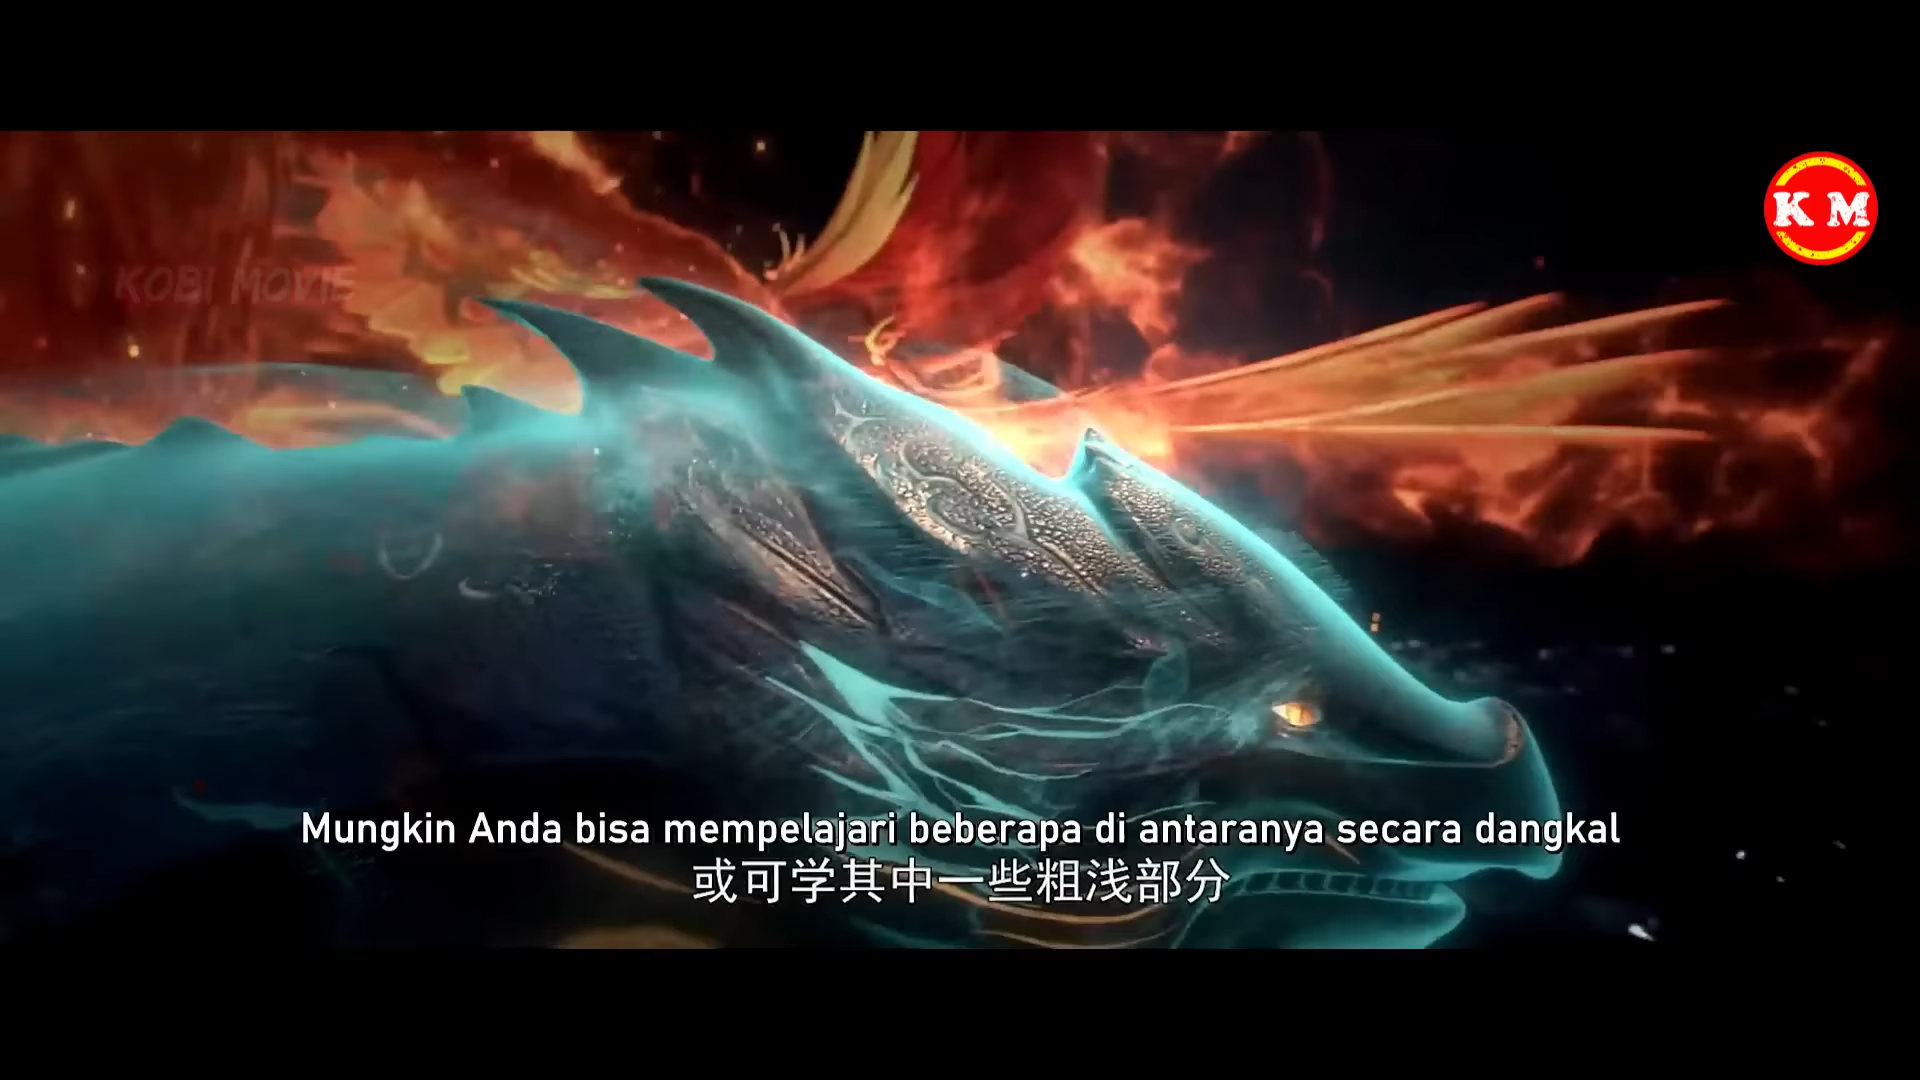 KM
KOBI MOVIE
Mungkin Anda bisa mempelajari beberapa di antaranya secara dangkal
或可学其中一些粗浅部分